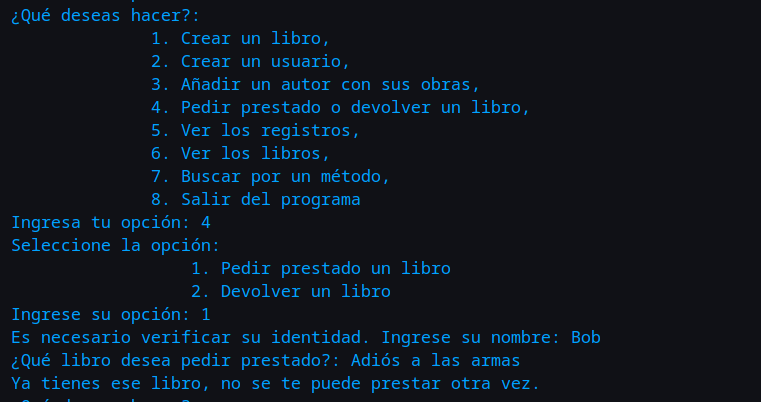 ¿Qué deseas hacer?:
1. Crear un libro,
2. Crear un usuario,
3. Añadir un autor con sus obras,
4. Pedir prestado o devolver un libro,
5. Ver los registros,
6. Ver los libros,
7. Buscar por un método,
8. Salir del programa
Ingresa tu opción: 4
Seleccione la opción:
1. Pedir prestado un libro
2. Devolver un libro
Ingrese su opción: 1
Es necesario verificar su identidad. Ingrese su nombre: Bob
¿Qué libro desea pedir prestado?: Adiós a las armas
Ya tienes ese libro, no se te puede prestar otra vez.